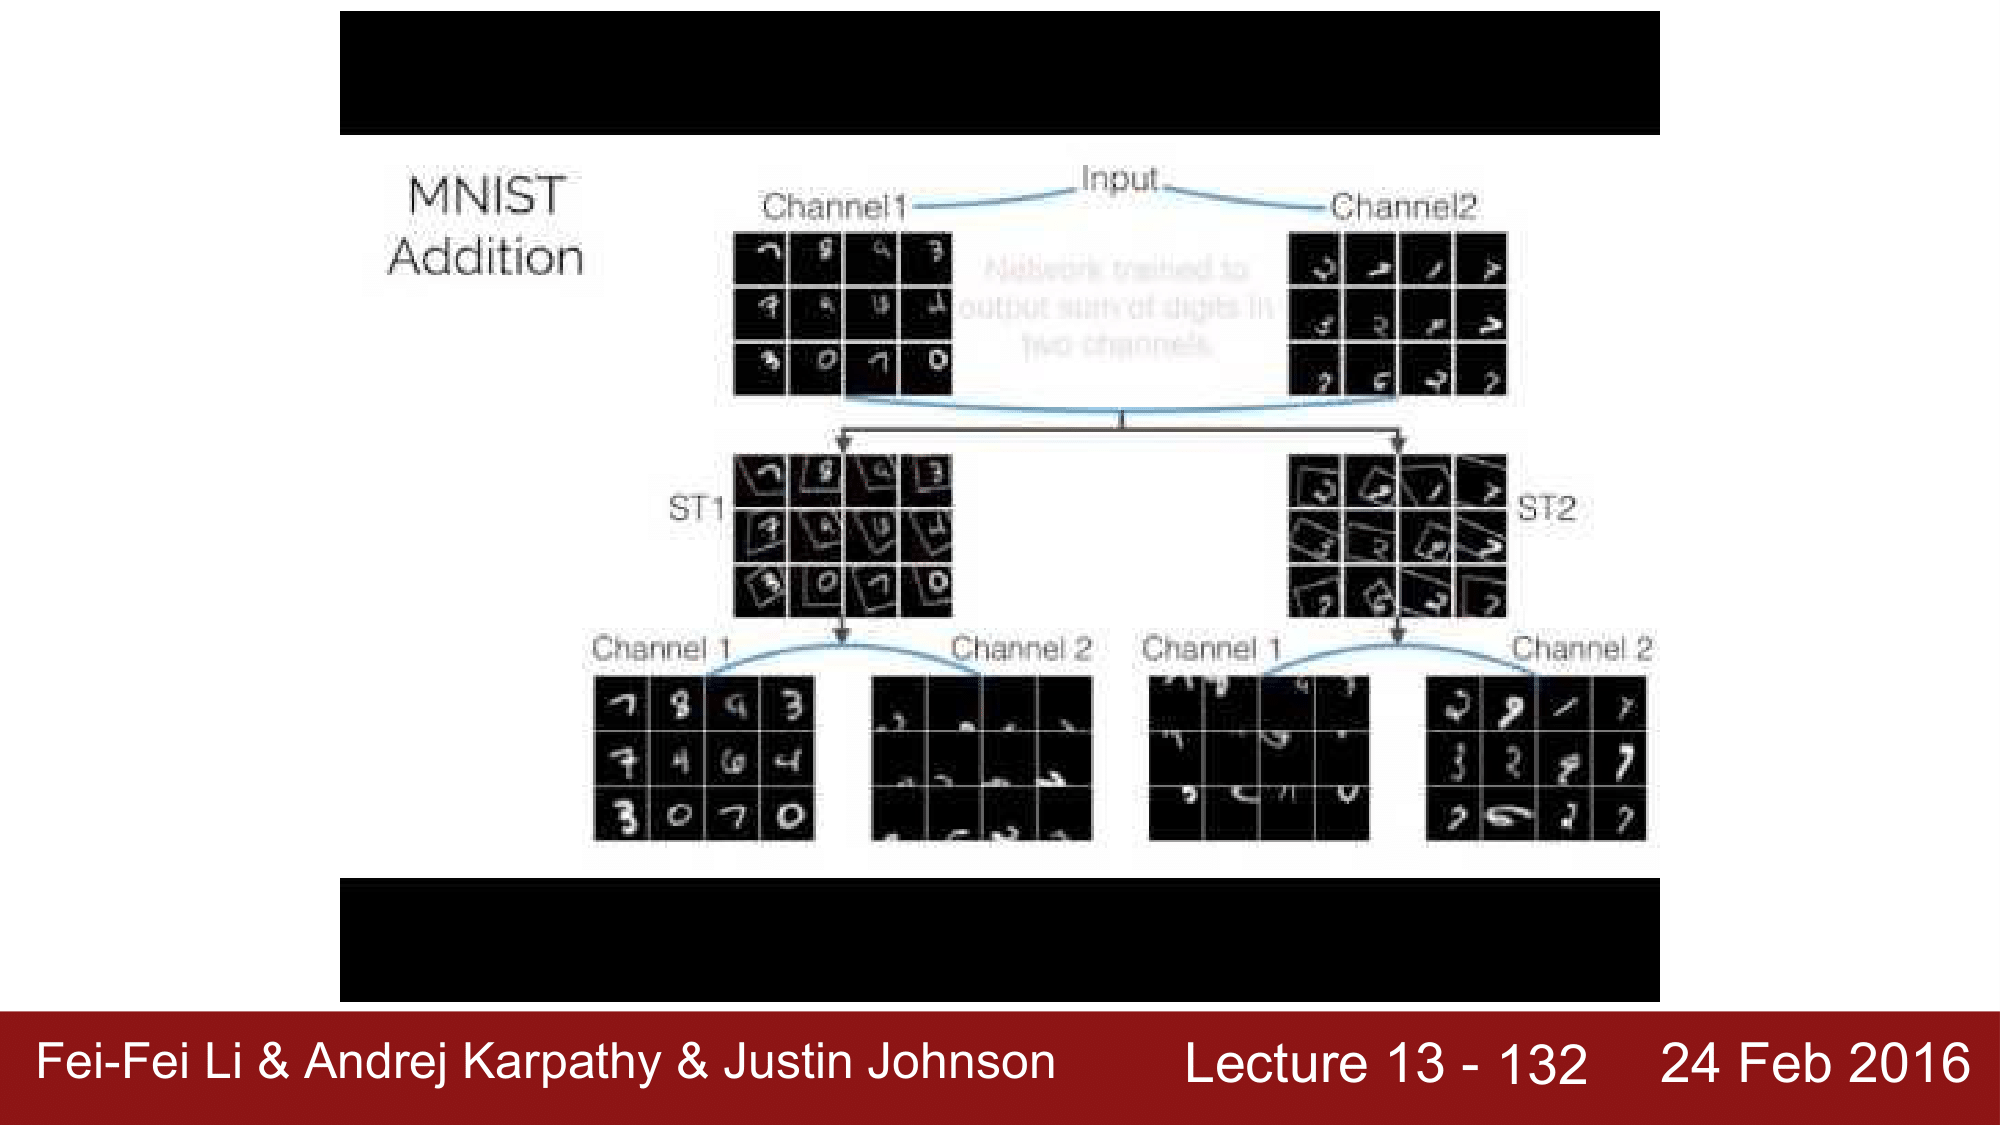 MNIST
Addition
Input
Channel1
Channel2
Network trained to
output sum of digits in
two channels
ST1
ST2
Channel 1
Channel 2
Channel 1
Channel 2
Fei-Fei Li & Andrej Karpathy & Justin Johnson
Lecture 13 - 132
24 Feb 2016